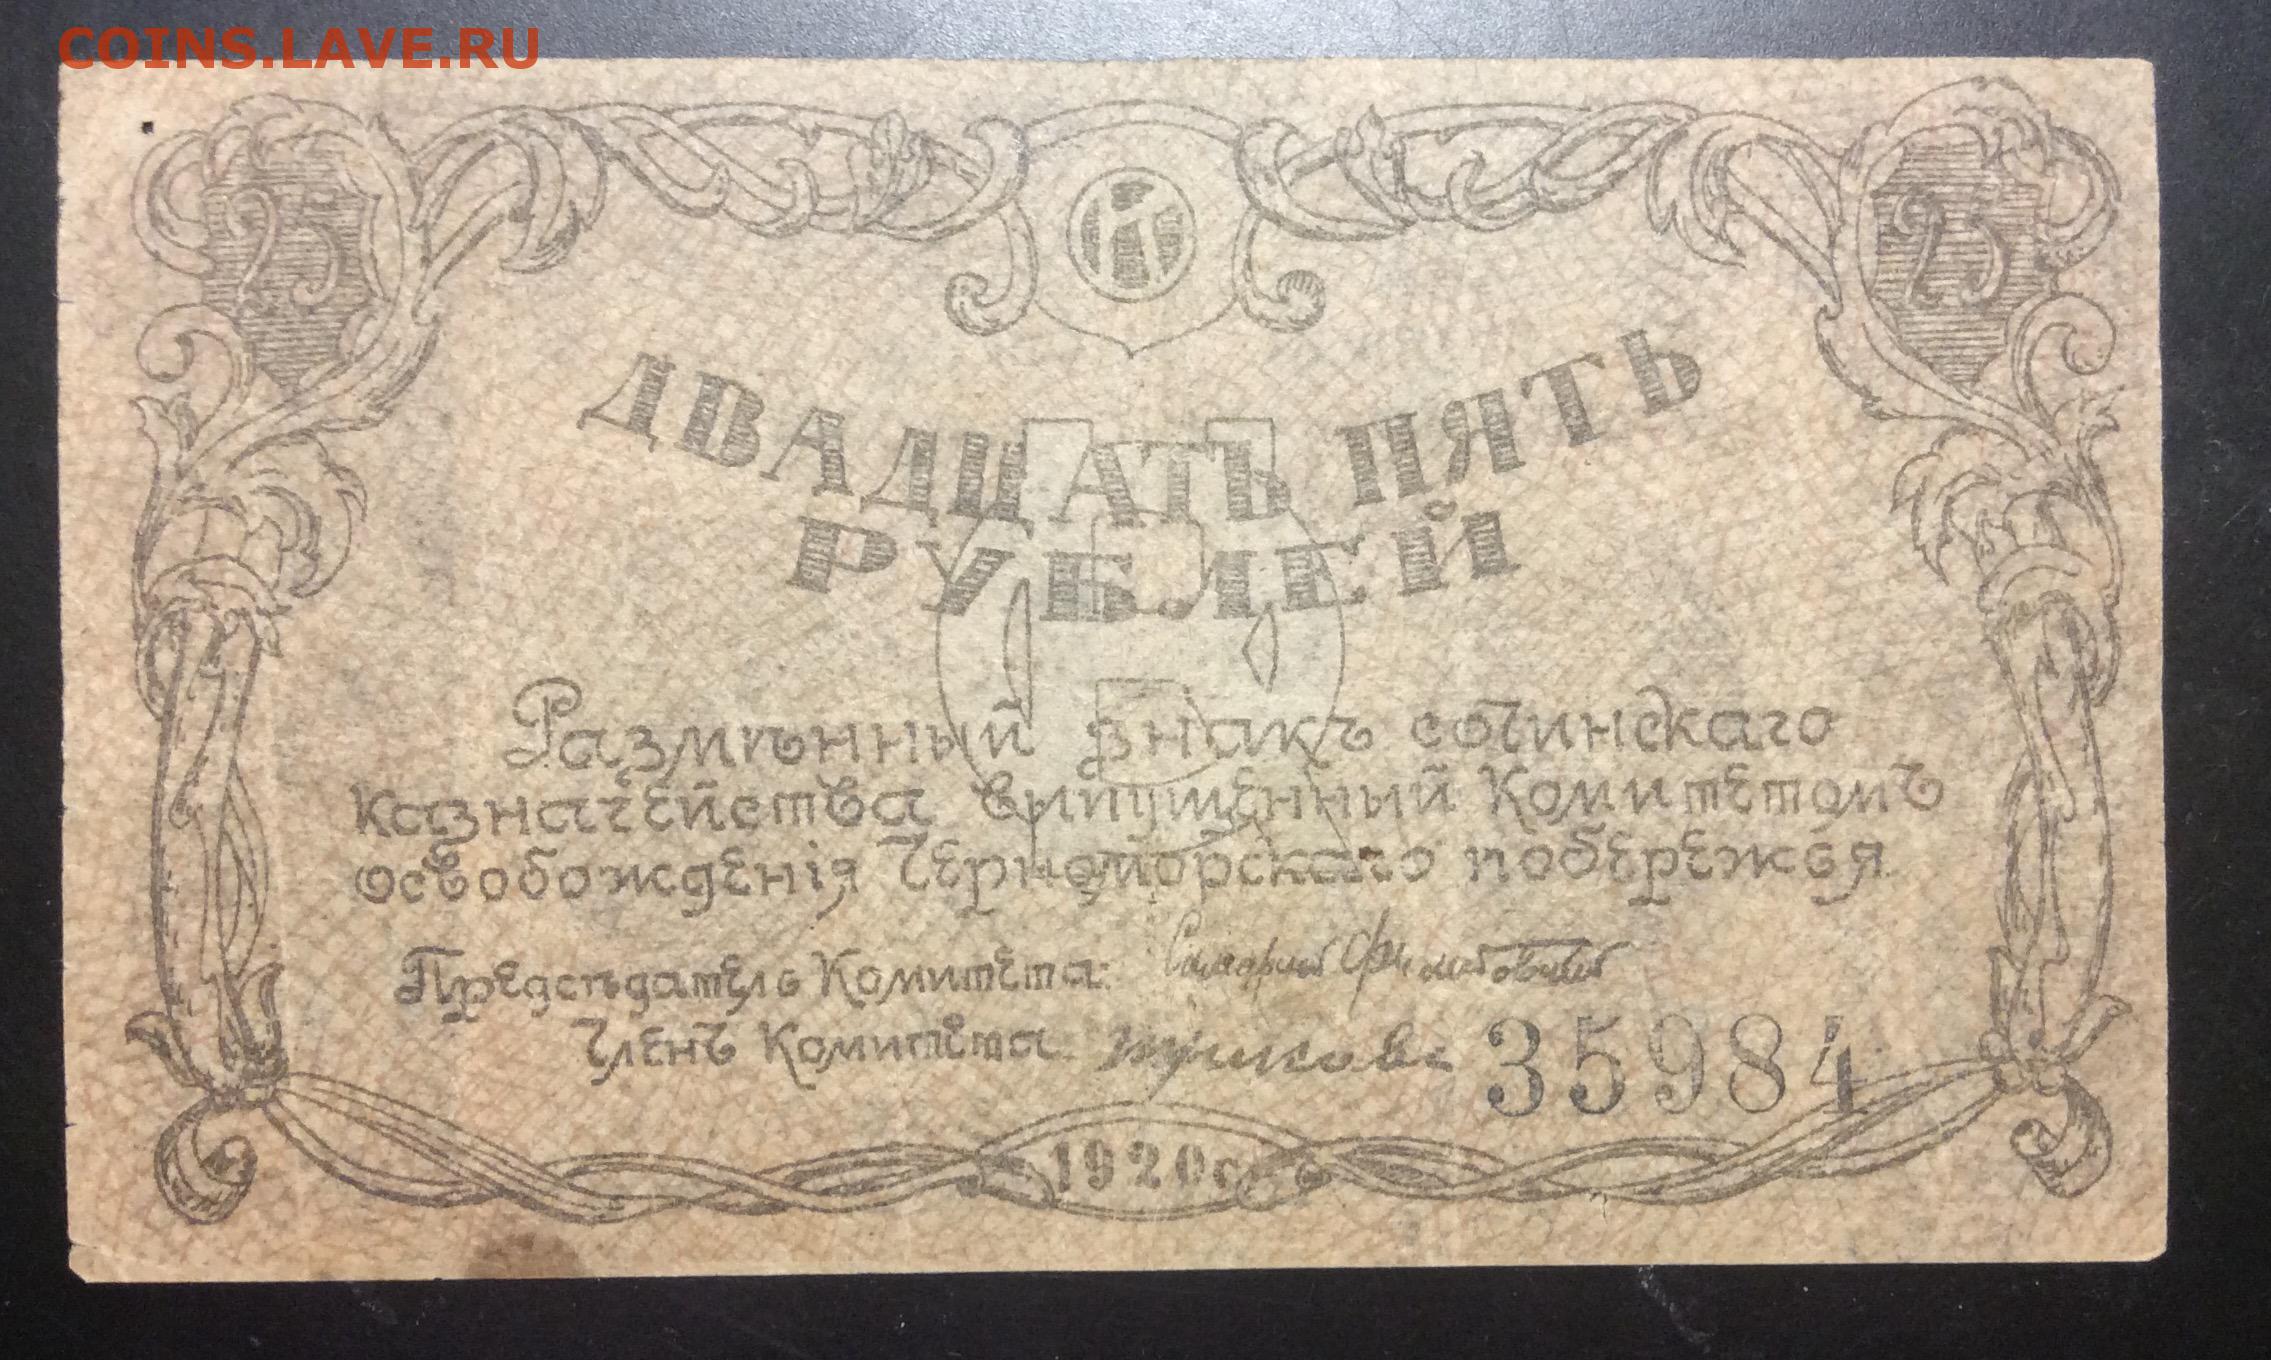 COINS.LAVE.RU
25 К 25
ДВАДЦАТЬ ПЯТЬ
РУБЛЕЙ
Размѣнный знакъ сочинскаго
казначейства выпущенный Комитетомъ
освобожденія Черноморскаго побережья
Предсѣдатель Комитета:
Членъ Комитета
35984
1920г.